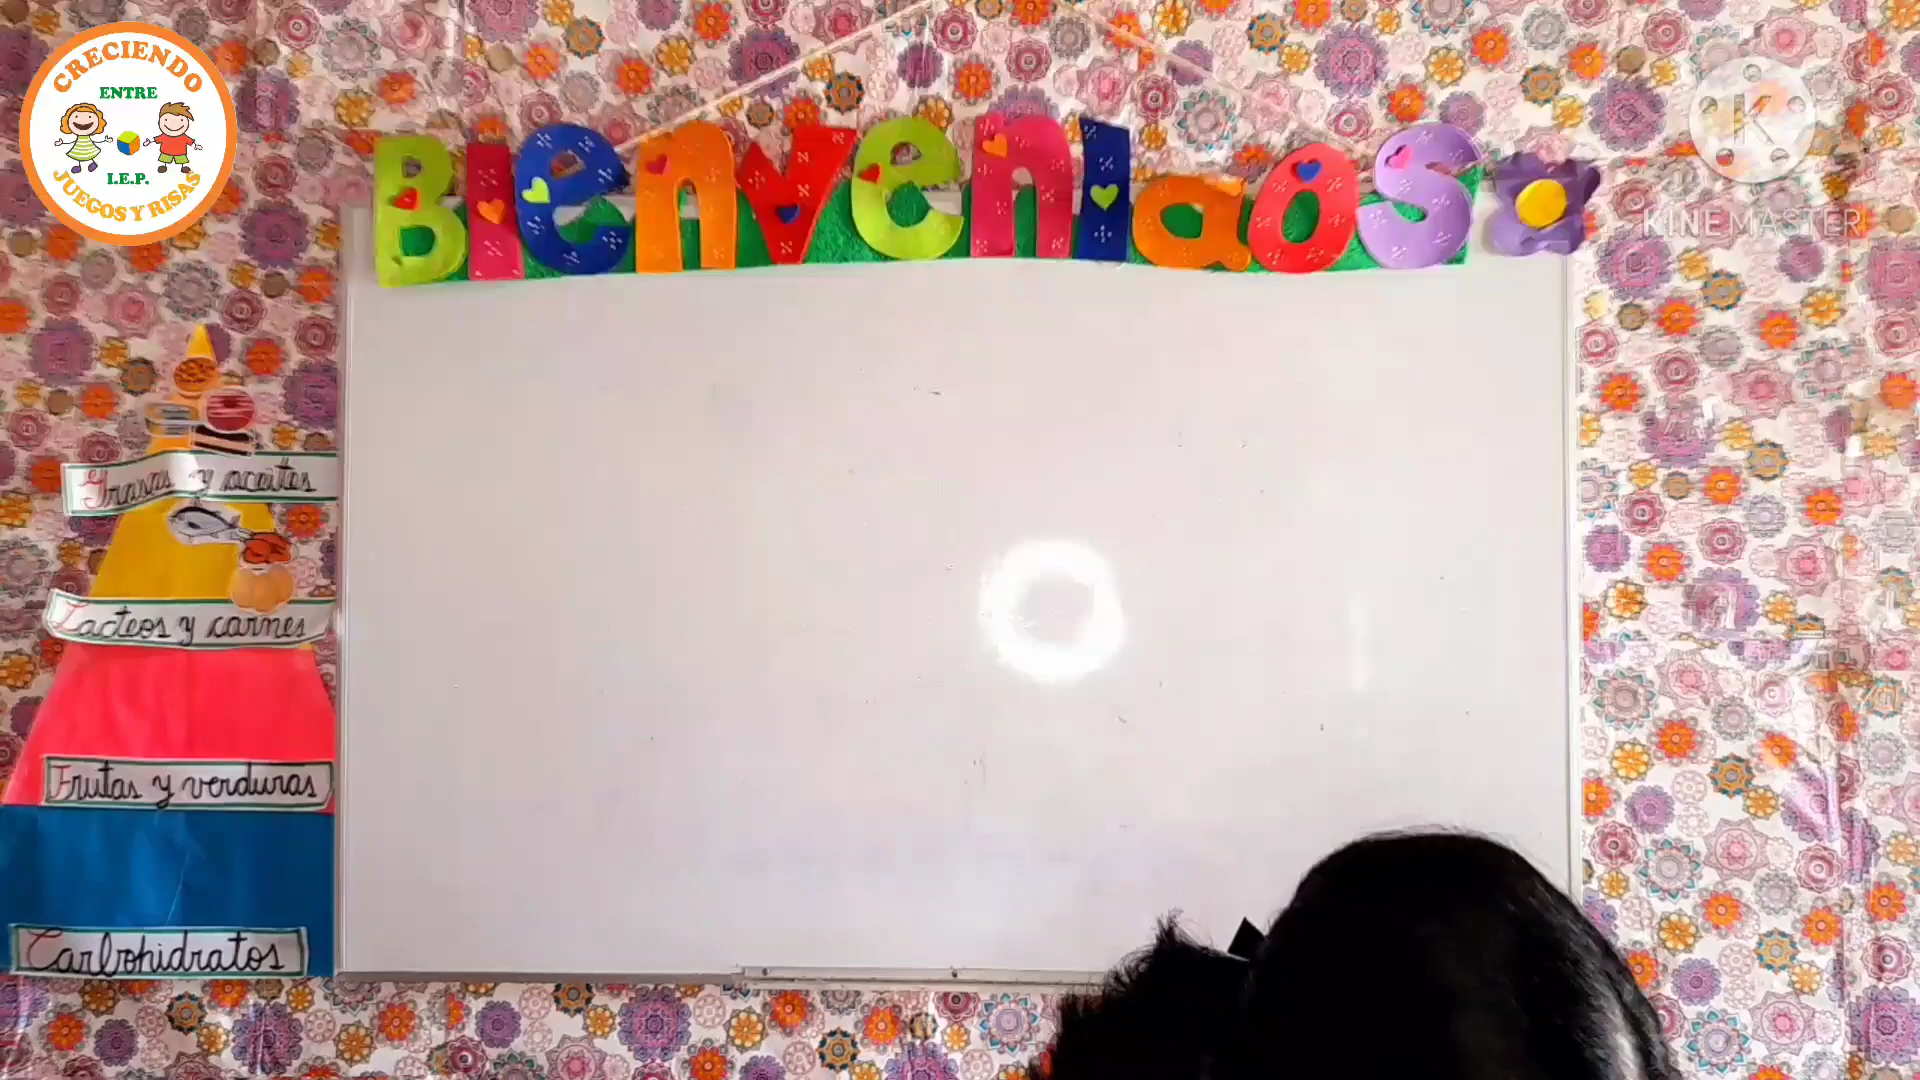 CRECIENDO
ENTRE
I.E.P.
JUEGOS Y RISAS
Bienvenidos
KINEMASTER
Grasas y aceites
Lacteos y carnes
Frutas y verduras
Carbohidratos